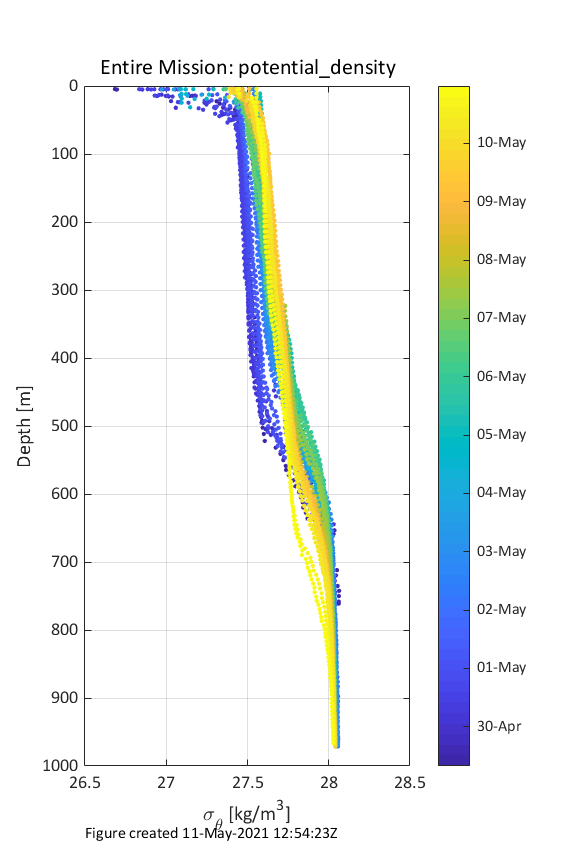 Entire Mission: potential_density
0
100
200
300
400
500
600
700
800
900
1000
Depth [m]
26.5
27
27.5
28
28.5
σ_θ [kg/m^3]
Figure created 11-May-2021 12:54:23Z
10-May
09-May
08-May
07-May
06-May
05-May
04-May
03-May
02-May
01-May
30-Apr